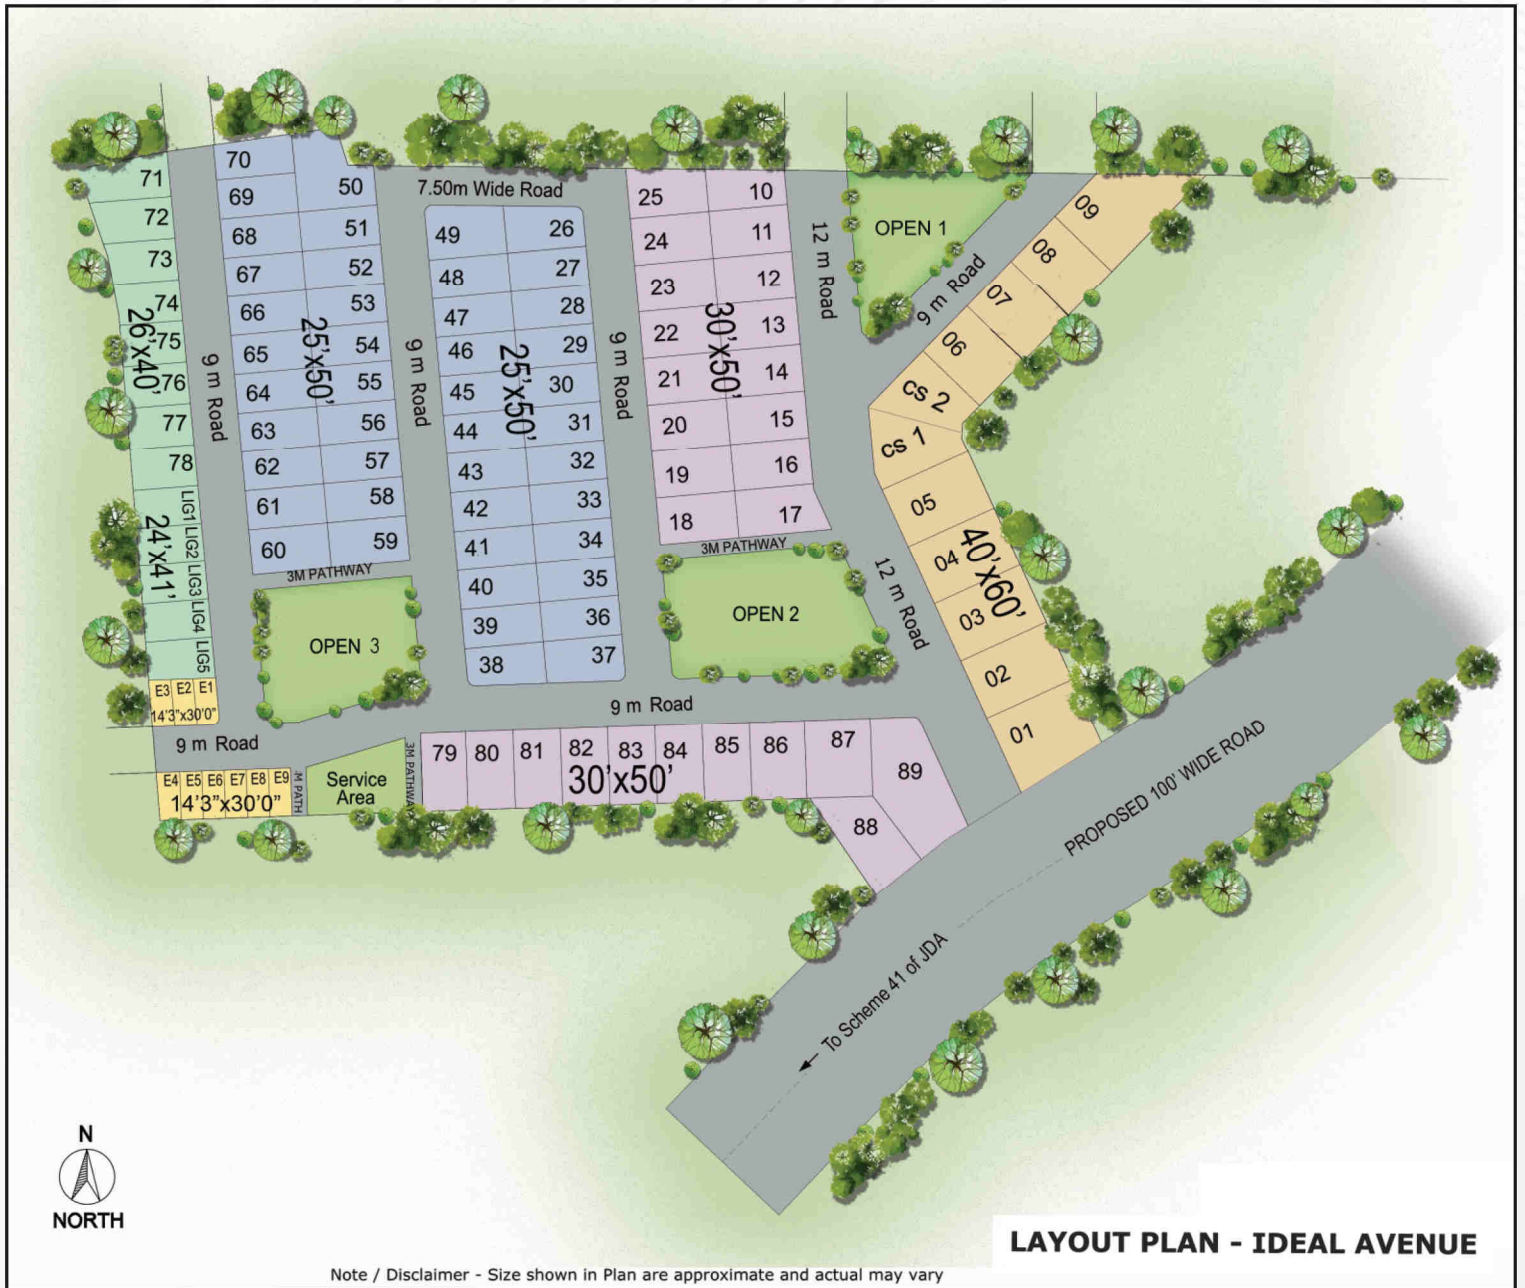 70
69
68
67
66
65
64
63
62
61
60
50
51
52
53
54
55
56
57
58
59
25'x50'
71
72
73
74
75
76
77
78
26'x40'
LIG1
LIG2
LIG3
LIG4
LIG5
24'x41'
E3 E2 E1
14'3"x30'0"
9 m Road
9 m Road
E4 E5 E6 E7 E8 E9
14'3"x30'0"
3M PATHWAY
OPEN 3
Service
Area
3M PATHWAY
M PATH
7.50m Wide Road
9 m Road
49
48
47
46
45
44
43
42
41
40
39
38
26
27
28
29
30
31
32
33
34
35
36
37
25'x50'
9 m Road
25
24
23
22
21
20
19
18
10
11
12
13
14
15
16
17
30'x50'
3M PATHWAY
OPEN 2
9 m Road
79 80 81 82 83 84 85 86 87
88
89
30'x50'
12 m Road
OPEN 1
9 m Road
09
08
07
06
CS 2
CS 1
05
04
03
02
01
40'x60'
12 m Road
PROPOSED 100' WIDE ROAD
To Scheme 41 of JDA
N
NORTH
LAYOUT PLAN - IDEAL AVENUE
Note / Disclaimer - Size shown in Plan are approximate and actual may vary